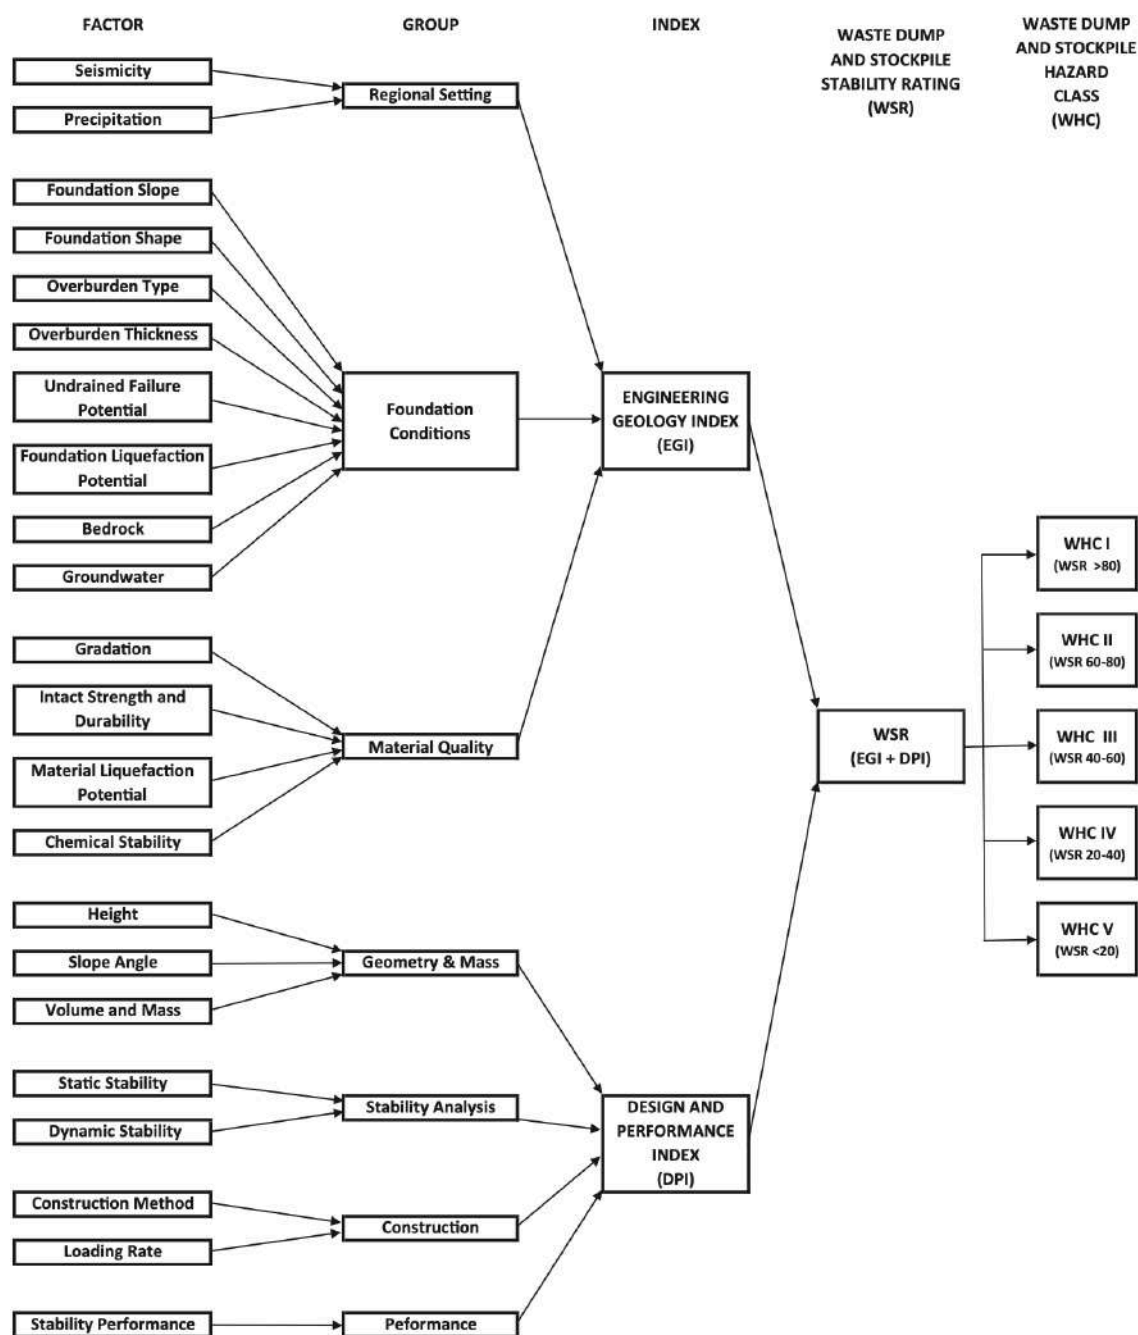 FACTOR
GROUP
INDEX
WASTE DUMP
AND STOCKPILE
STABILITY RATING
(WSR)
WASTE DUMP
AND STOCKPILE
HAZARD
CLASS
(WHC)
Seismicity
Precipitation
Regional Setting
Foundation Slope
Foundation Shape
Overburden Type
Overburden Thickness
Undrained Failure
Potential
Foundation Liquefaction
Potential
Bedrock
Groundwater
Foundation
Conditions
ENGINEERING
GEOLOGY INDEX
(EGI)
Gradation
Intact Strength and
Durability
Material Liquefaction
Potential
Chemical Stability
Material Quality
Height
Slope Angle
Volume and Mass
Geometry & Mass
Static Stability
Dynamic Stability
Stability Analysis
DESIGN AND
PERFORMANCE
INDEX
(DPI)
Construction Method
Loading Rate
Construction
Stability Performance
Peformance
WSR
(EGI + DPI)
WHC I
(WSR >80)
WHC II
(WSR 60-80)
WHC III
(WSR 40-60)
WHC IV
(WSR 20-40)
WHC V
(WSR <20)